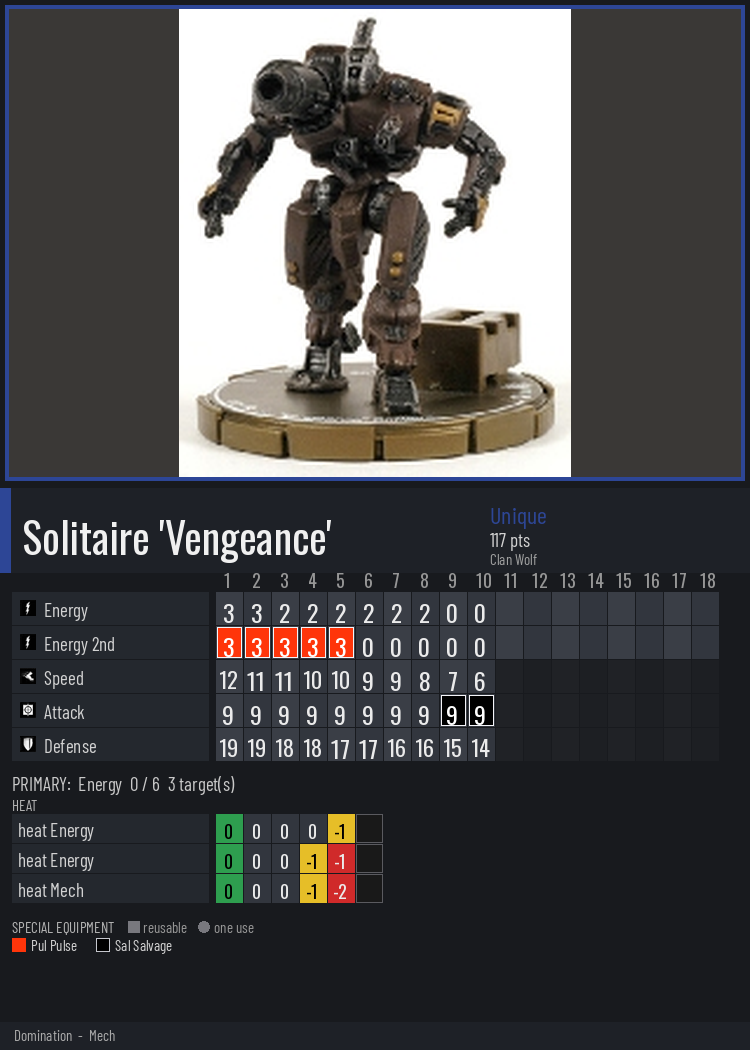 Solitaire 'Vengeance'
Unique
117 pts
Clan Wolf
1 2 3 4 5 6 7 8 9 10 11 12 13 14 15 16 17 18
Energy 3 3 2 2 2 2 2 2 0 0
Energy 2nd 3 3 3 3 3 0 0 0 0 0
Speed 12 11 11 10 10 9 9 8 7 6
Attack 9 9 9 9 9 9 9 9 9 9
Defense 19 19 18 18 17 17 16 16 15 14
PRIMARY: Energy 0 / 6 3 target(s)
HEAT
heat Energy 0 0 0 0 -1
heat Energy 0 0 0 -1 -1
heat Mech 0 0 0 -1 -2
SPECIAL EQUIPMENT reusable one use
Pul Pulse Sal Salvage
Domination - Mech